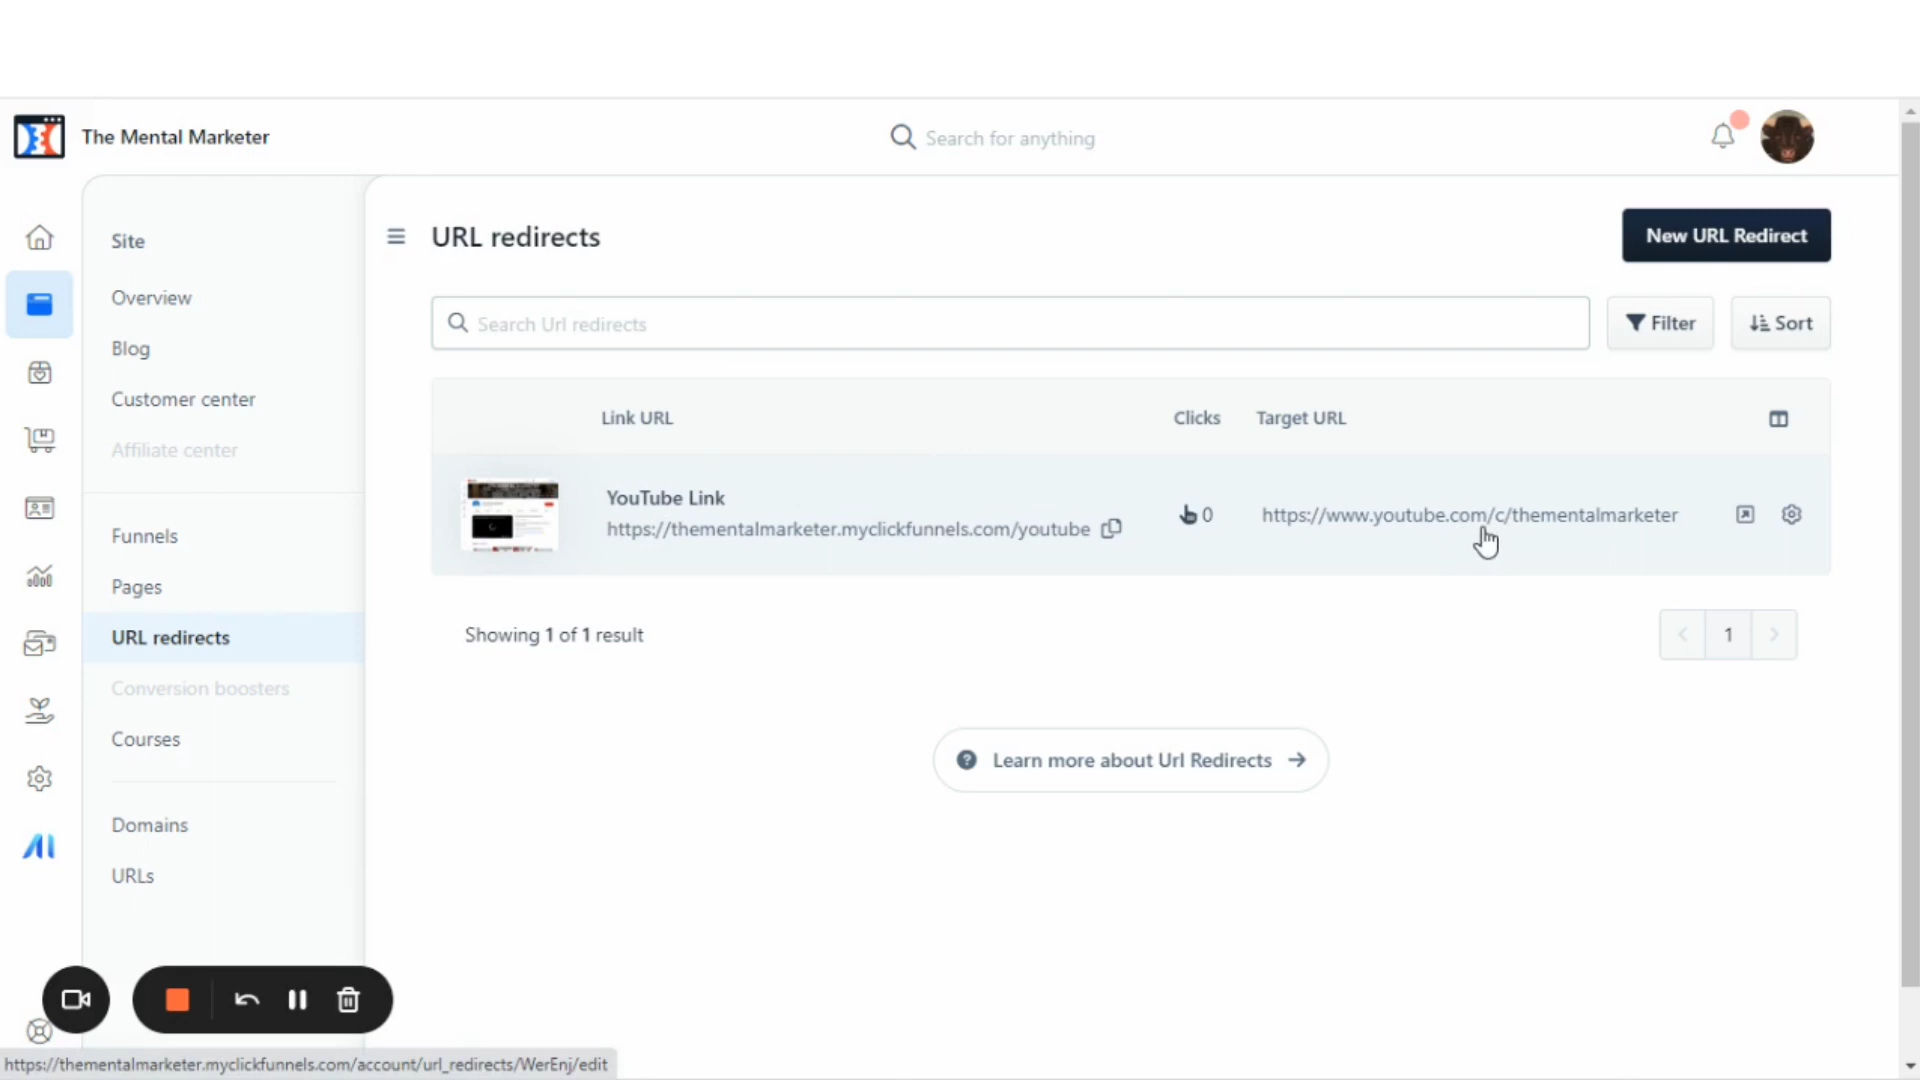 The Mental Marketer
Search for anything
Site
Overview
Blog
Customer center
Affiliate center
Funnels
Pages
URL redirects
Conversion boosters
Courses
Domains
URLs
URL redirects
New URL Redirect
Search Url redirects
Filter
Sort
Link URL
Clicks
Target URL
YouTube Link
https://thementalmarketer.myclickfunnels.com/youtube
0
https://www.youtube.com/c/thementalmarketer
Showing 1 of 1 result
1
Learn more about Url Redirects
AI
https://thementalmarketer.myclickfunnels.com/account/url_redirects/WerEnj/edit